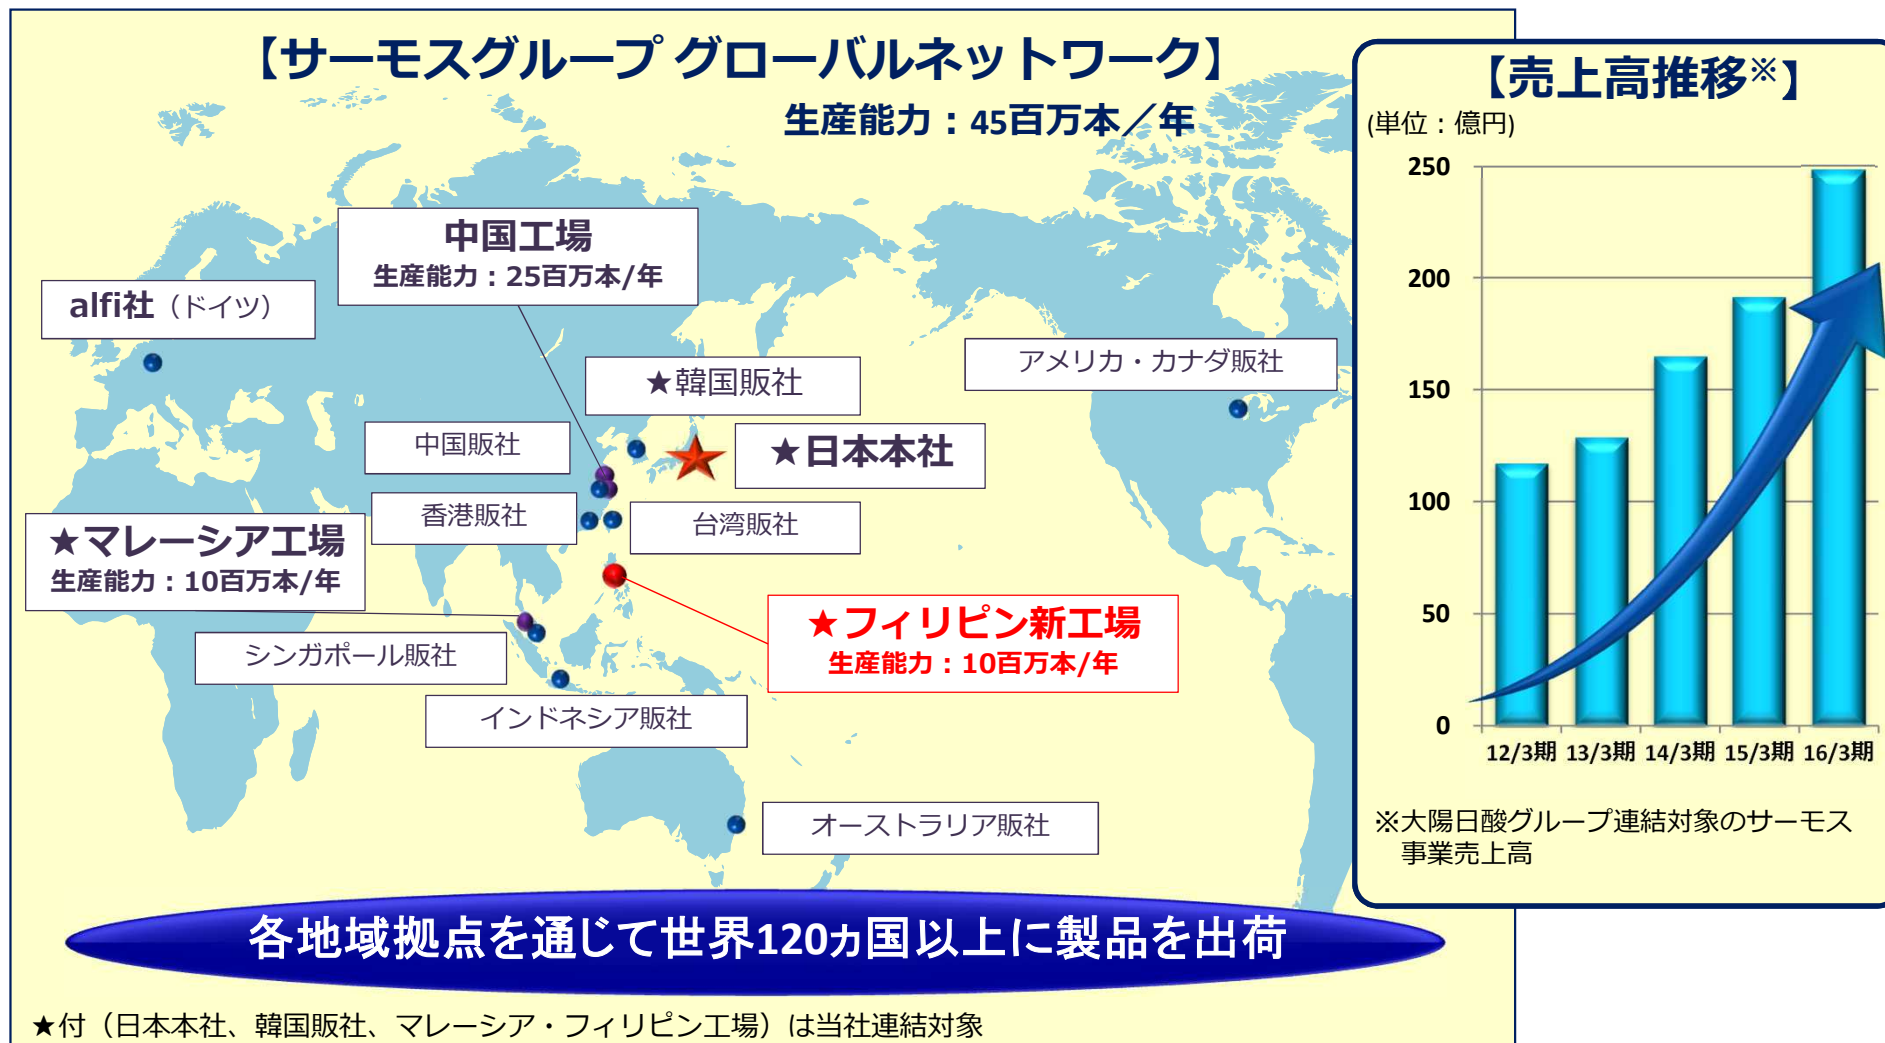 【サーモスグループ グローバルネットワーク】
生産能力：45百万本／年
中国工場
生産能力：25百万本/年
alfi社（ドイツ）
★韓国販社
アメリカ・カナダ販社
中国販社
★日本本社
香港販社
台湾販社
★マレーシア工場
生産能力：10百万本/年
★フィリピン新工場
生産能力：10百万本/年
シンガポール販社
インドネシア販社
オーストラリア販社
各地域拠点を通じて世界120ヵ国以上に製品を出荷
★付（日本本社、韓国販社、マレーシア・フィリピン工場）は当社連結対象
【売上高推移※】
(単位：億円)
250
200
150
100
50
0
12/3期 13/3期 14/3期 15/3期 16/3期
※大陽日酸グループ連結対象のサーモス
事業売上高